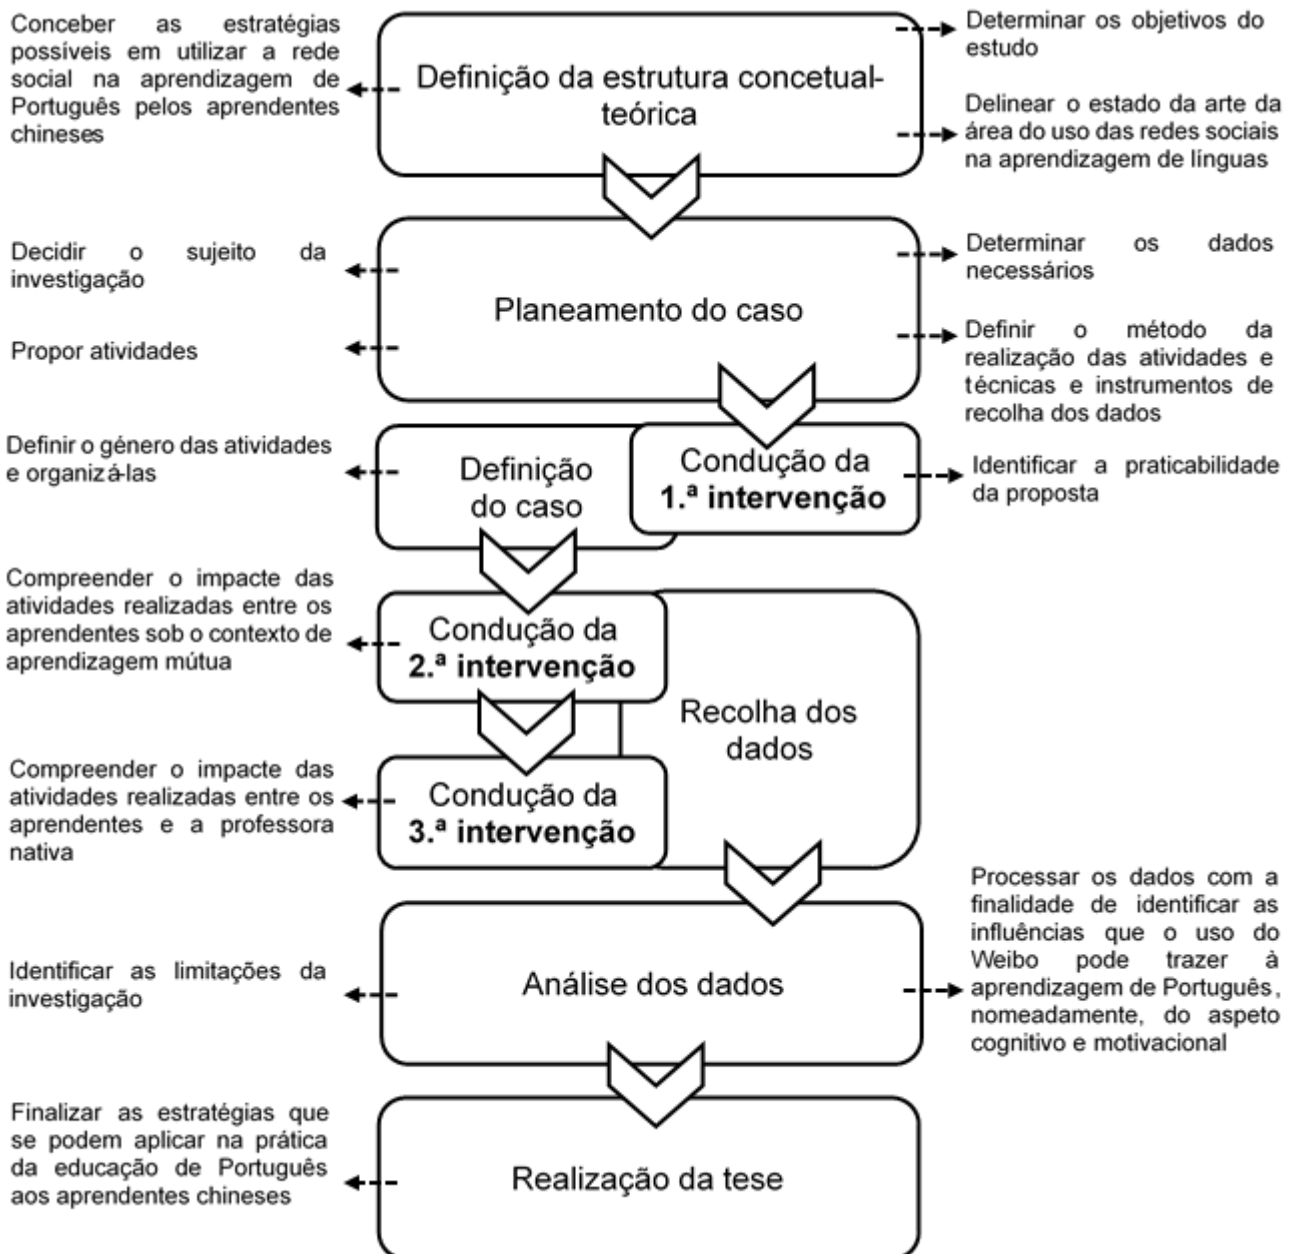 Conceber as estratégias
possíveis em utilizar a rede
social na aprendizagem de
Português pelos aprendentes
chineses
Definição da estrutura concetual-
teórica
Determinar os objetivos do
estudo
Delinear o estado da arte da
área do uso das redes sociais
na aprendizagem de línguas
Decidir o sujeito da
investigação
Propor atividades
Planeamento do caso
Determinar os dados
necessários
Definir o método da
realização das atividades e
técnicas e instrumentos de
recolha dos dados
Definir o género das atividades
e organizá-las
Definição
do caso
Condução da
1.ª intervenção
Identificar a praticabilidade
da proposta
Compreender o impacte das
atividades realizadas entre os
aprendentes sob o contexto de
aprendizagem mútua
Condução da
2.ª intervenção
Recolha dos
dados
Compreender o impacte das
atividades realizadas entre os
aprendentes e a professora
nativa
Condução da
3.ª intervenção
Identificar as limitações da
investigação
Análise dos dados
Processar os dados com a
finalidade de identificar as
influências que o uso do
Weibo pode trazer à
aprendizagem de Português,
nomeadamente, do aspeto
cognitivo e motivacional
Finalizar as estratégias que
se podem aplicar na prática
da educação de Português
aos aprendentes chineses
Realização da tese